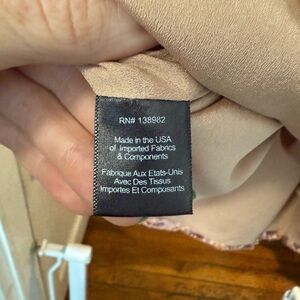 RN# 138982
Made in the USA
of Imported Fabrics
& Components
Fabrique Aux Etats-Unis
Avec Des Tissus
Importes Et Composants